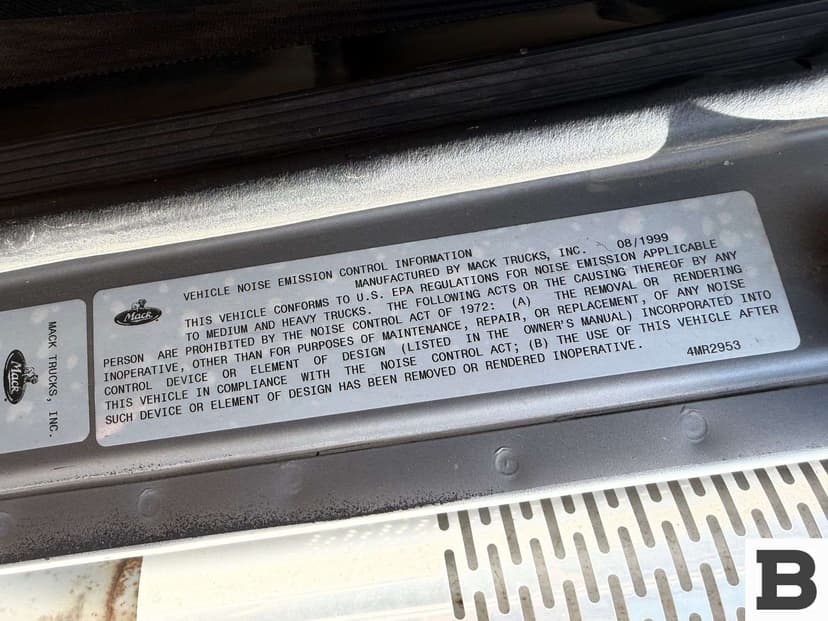 VEHICLE NOISE EMISSION CONTROL INFORMATION
MANUFACTURED BY MACK TRUCKS, INC. 08/1999
THIS VEHICLE CONFORMS TO U.S. EPA REGULATIONS FOR NOISE EMISSION APPLICABLE
TO MEDIUM AND HEAVY TRUCKS. THE FOLLOWING ACTS OR THE CAUSING THEREOF BY ANY
PERSON ARE PROHIBITED BY THE NOISE CONTROL ACT OF 1972: (A) THE REMOVAL OR RENDERING
INOPERATIVE, OTHER THAN FOR PURPOSES OF MAINTENANCE, REPAIR, OR REPLACEMENT, OF ANY NOISE
CONTROL DEVICE OR ELEMENT OF DESIGN (LISTED IN THE OWNER'S MANUAL) INCORPORATED INTO
THIS VEHICLE IN COMPLIANCE WITH THE NOISE CONTROL ACT; (B) THE USE OF THIS VEHICLE AFTER
SUCH DEVICE OR ELEMENT OF DESIGN HAS BEEN REMOVED OR RENDERED INOPERATIVE. 4MR2953
Mack
MACK TRUCKS, INC.
Mack
B